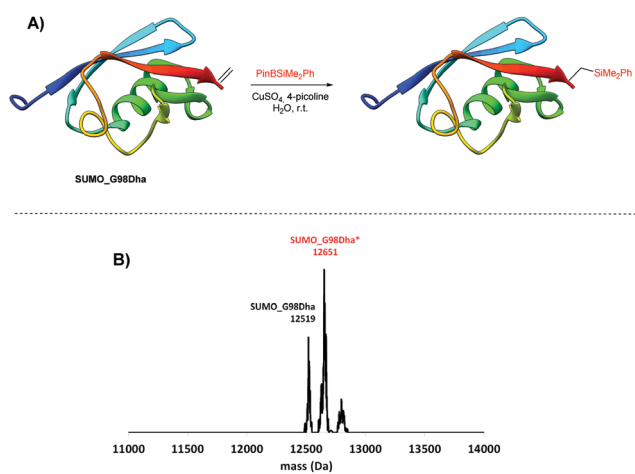 A)
PinBSiMe₂Ph
CuSO₄, 4-picoline
H₂O, r.t.
SiMe₂Ph
SUMO_G98Dha
B)
SUMO_G98Dha*
12651
SUMO_G98Dha
12519
11000 11500 12000 12500 13000 13500 14000
mass (Da)